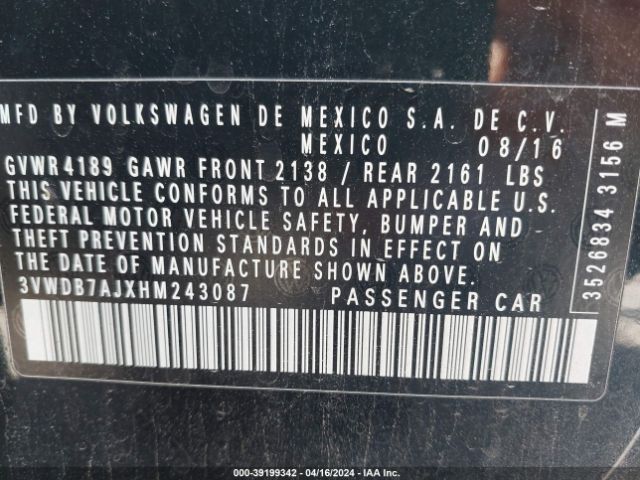 MFD BY VOLKSWAGEN DE MEXICO S.A. DE C.V.
MEXICO 08/16
GVWR 4189 GAWR FRONT 2138 / REAR 2161 LBS
THIS VEHICLE CONFORMS TO ALL APPLICABLE U.S.
FEDERAL MOTOR VEHICLE SAFETY, BUMPER AND
THEFT PREVENTION STANDARDS IN EFFECT ON
THE DATE OF MANUFACTURE SHOWN ABOVE.
3VWDB7AJXHM243087 PASSENGER CAR
3526834 3156 M
000-39199342 / 04/16/2024 - IAA Inc.